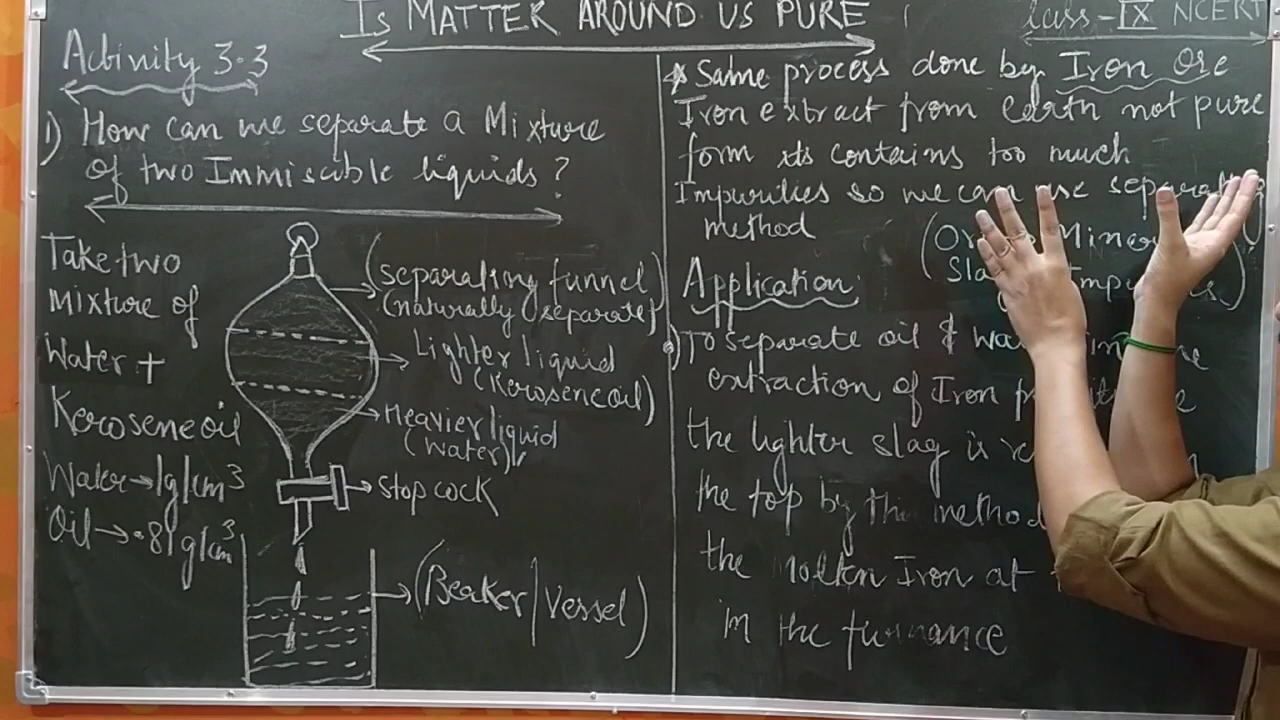 Is MATTER AROUND US PURE
Class-IX NCERT
Activity 3.3
1) How can we separate a Mixture
of two Immiscible liquids?
Take two
Mixture of
Water +
Kerosene oil
Water → 1g/cm³
Oil → .81g/cm³
(separating funnel)
(naturally separate)
Lighter liquid
(Kerosene oil)
Heavier liquid
(Water)
Stop cock
(Beaker/Vessel)
* Same process done by Iron Ore
Iron extract from earth not pure
form its contains too much
Impurities so we can use
method
Application:
1) To separate oil &
extraction of Iron
the lighter slag is
the top by this method
the molten Iron at
in the furnance